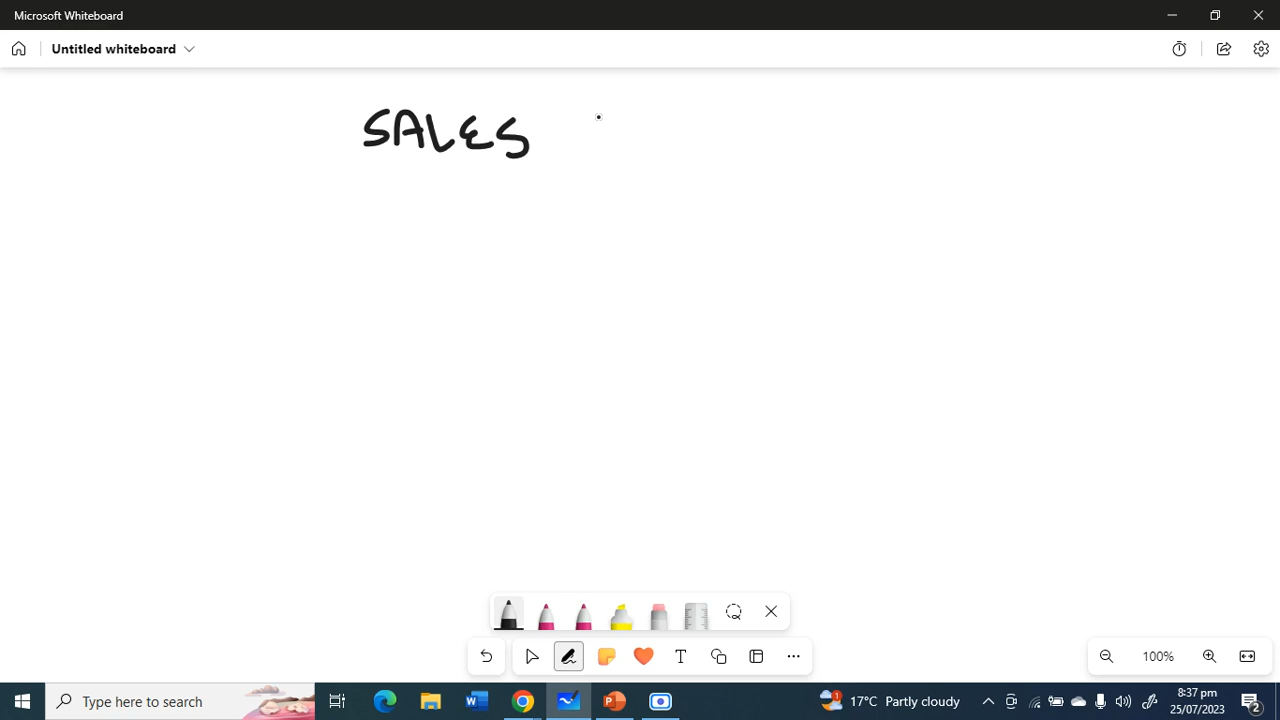 Microsoft Whiteboard
Untitled whiteboard
SALES
100%
Type here to search
1
17°C Partly cloudy
8:37 pm
25/07/2023
2